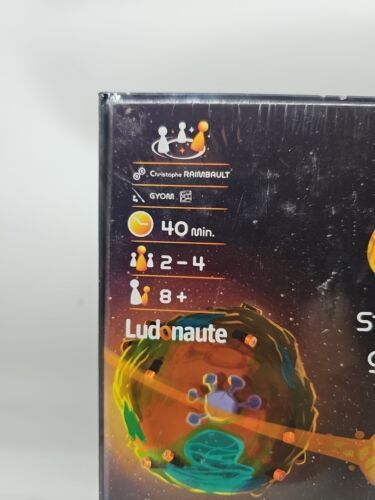 Christophe RAIMBAULT
GYOM
40 Min.
2 – 4
8 +
Ludonaute